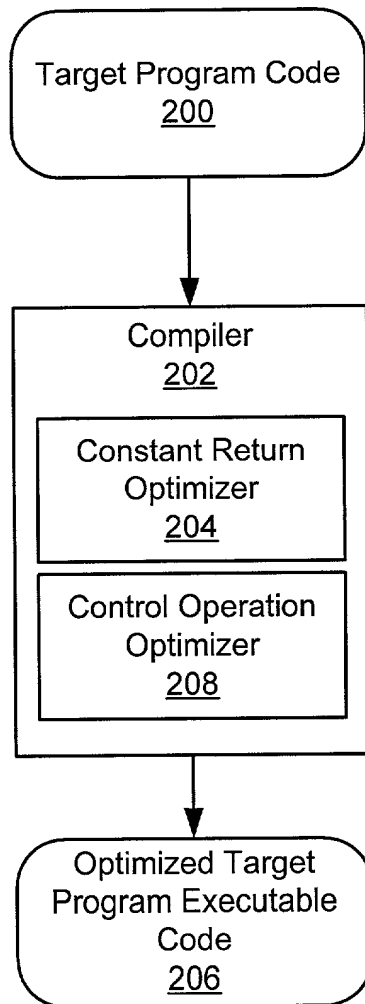 Target Program Code
200
Compiler
202
Constant Return
Optimizer
204
Control Operation
Optimizer
208
Optimized Target
Program Executable
Code
206